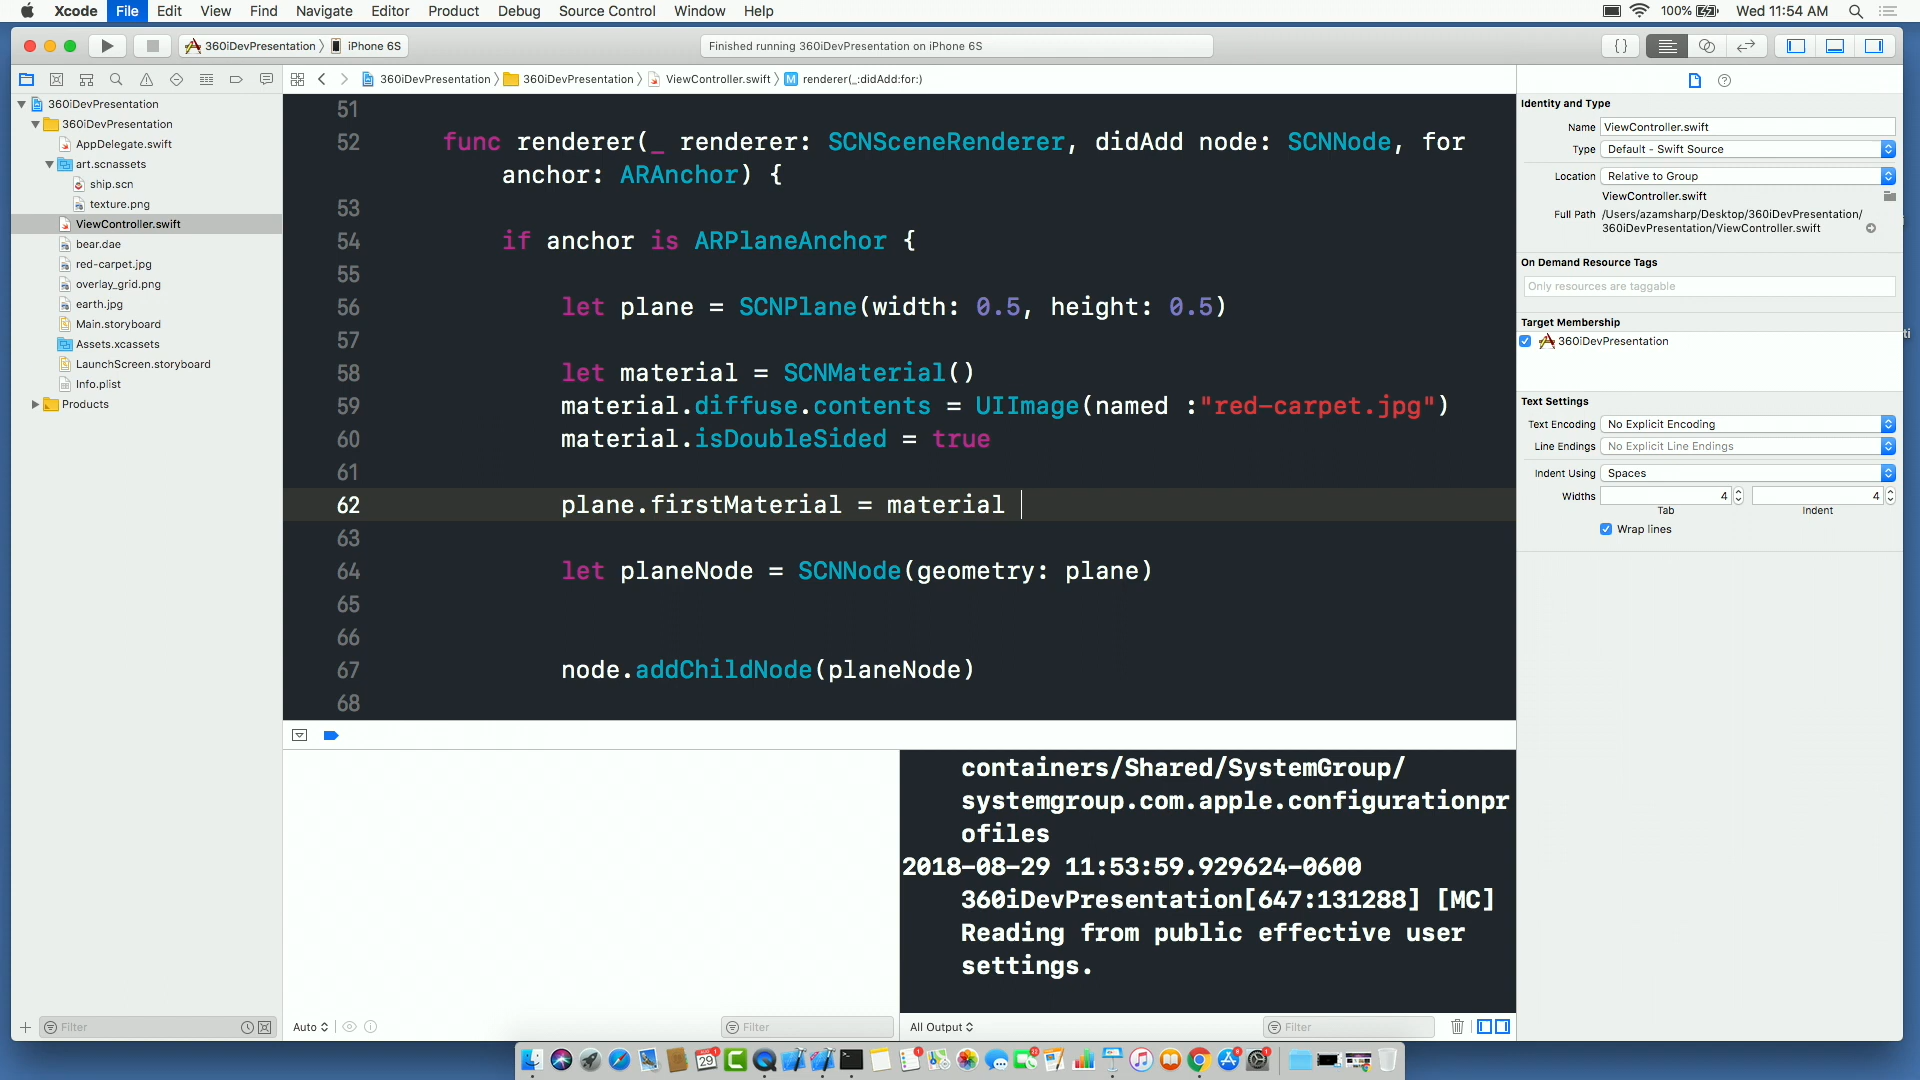 Xcode File Edit View Find Navigate Editor Product Debug Source Control Window Help 100% Wed 11:54 AM
360iDevPresentation iPhone 6S Finished running 360iDevPresentation on iPhone 6S {}
360iDevPresentation 360iDevPresentation ViewController.swift M renderer(_:didAdd:for:)
360iDevPresentation
360iDevPresentation
AppDelegate.swift
art.scnassets
ship.scn
texture.png
ViewController.swift
bear.dae
red-carpet.jpg
overlay_grid.png
earth.jpg
Main.storyboard
Assets.xcassets
LaunchScreen.storyboard
Info.plist
Products
Filter
51
52 func renderer(_ renderer: SCNSceneRenderer, didAdd node: SCNNode, for
anchor: ARAnchor) {
53
54 if anchor is ARPlaneAnchor {
55
56 let plane = SCNPlane(width: 0.5, height: 0.5)
57
58 let material = SCNMaterial()
59 material.diffuse.contents = UIImage(named :"red-carpet.jpg")
60 material.isDoubleSided = true
61
62 plane.firstMaterial = material
63
64 let planeNode = SCNNode(geometry: plane)
65
66
67 node.addChildNode(planeNode)
68
containers/Shared/SystemGroup/
systemgroup.com.apple.configurationpr
ofiles
2018-08-29 11:53:59.929624-0600
360iDevPresentation[647:131288] [MC]
Reading from public effective user
settings.
Auto Filter All Output Filter
Identity and Type
Name ViewController.swift
Type Default - Swift Source
Location Relative to Group
ViewController.swift
Full Path /Users/azamsharp/Desktop/360iDevPresentation/
360iDevPresentation/ViewController.swift
On Demand Resource Tags
Only resources are taggable
Target Membership
360iDevPresentation
Text Settings
Text Encoding No Explicit Encoding
Line Endings No Explicit Line Endings
Indent Using Spaces
Widths 4 4
Tab Indent
Wrap lines
ti
29